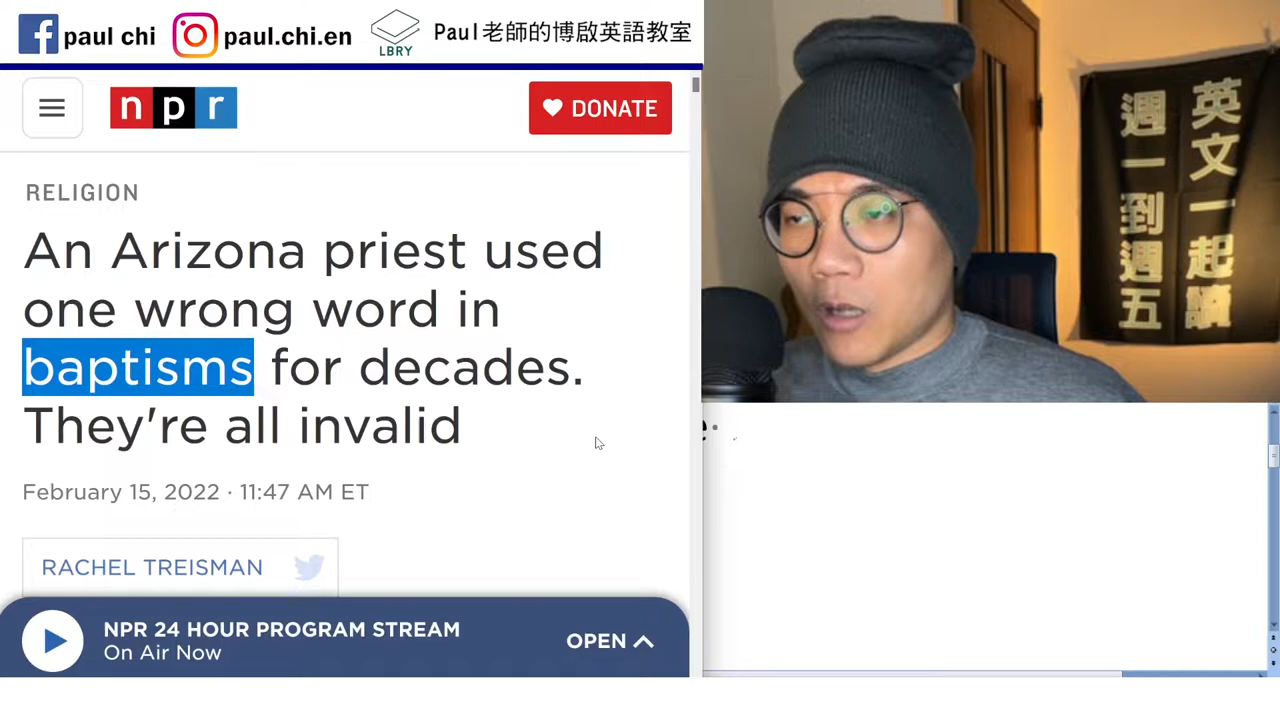 paul chi
paul.chi.en
LBRY
Paul老師的博啟英語教室
npr
DONATE
RELIGION
An Arizona priest used
one wrong word in
baptisms for decades.
They're all invalid
February 15, 2022 · 11:47 AM ET
RACHEL TREISMAN
NPR 24 HOUR PROGRAM STREAM
On Air Now
OPEN
英文一起讀
週一到週五